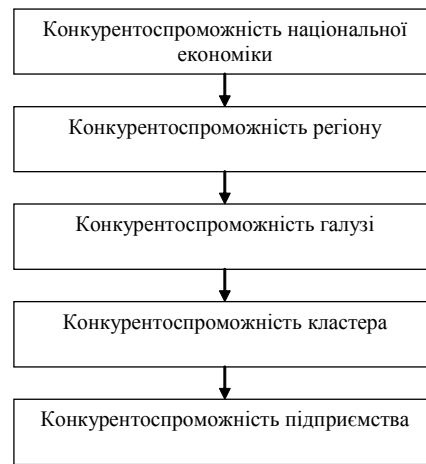 Конкурентоспроможність національної
економіки
Конкурентоспроможність регіону
Конкурентоспроможність галузі
Конкурентоспроможність кластера
Конкурентоспроможність підприємства